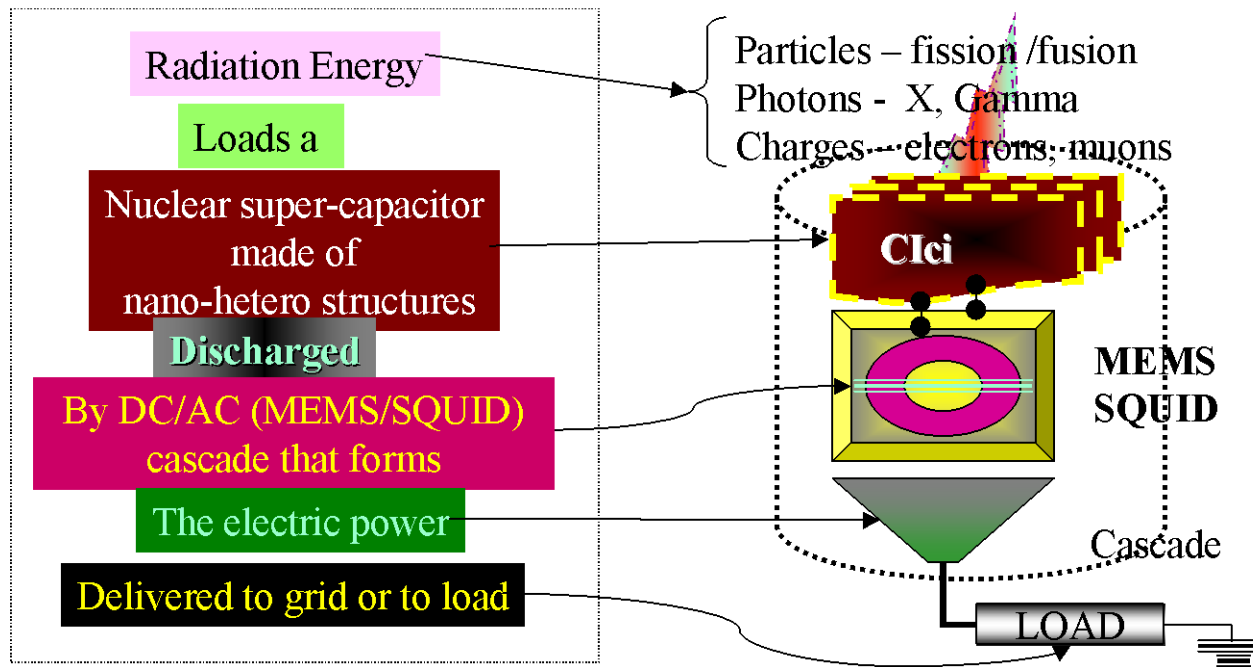 Radiation Energy
Loads a
Nuclear super-capacitor
made of
nano-hetero structures
Discharged
By DC/AC (MEMS/SQUID)
cascade that forms
The electric power
Delivered to grid or to load
Particles – fission /fusion
Photons - X, Gamma
Charges – electrons, muons
CIci
MEMS
SQUID
Cascade
LOAD